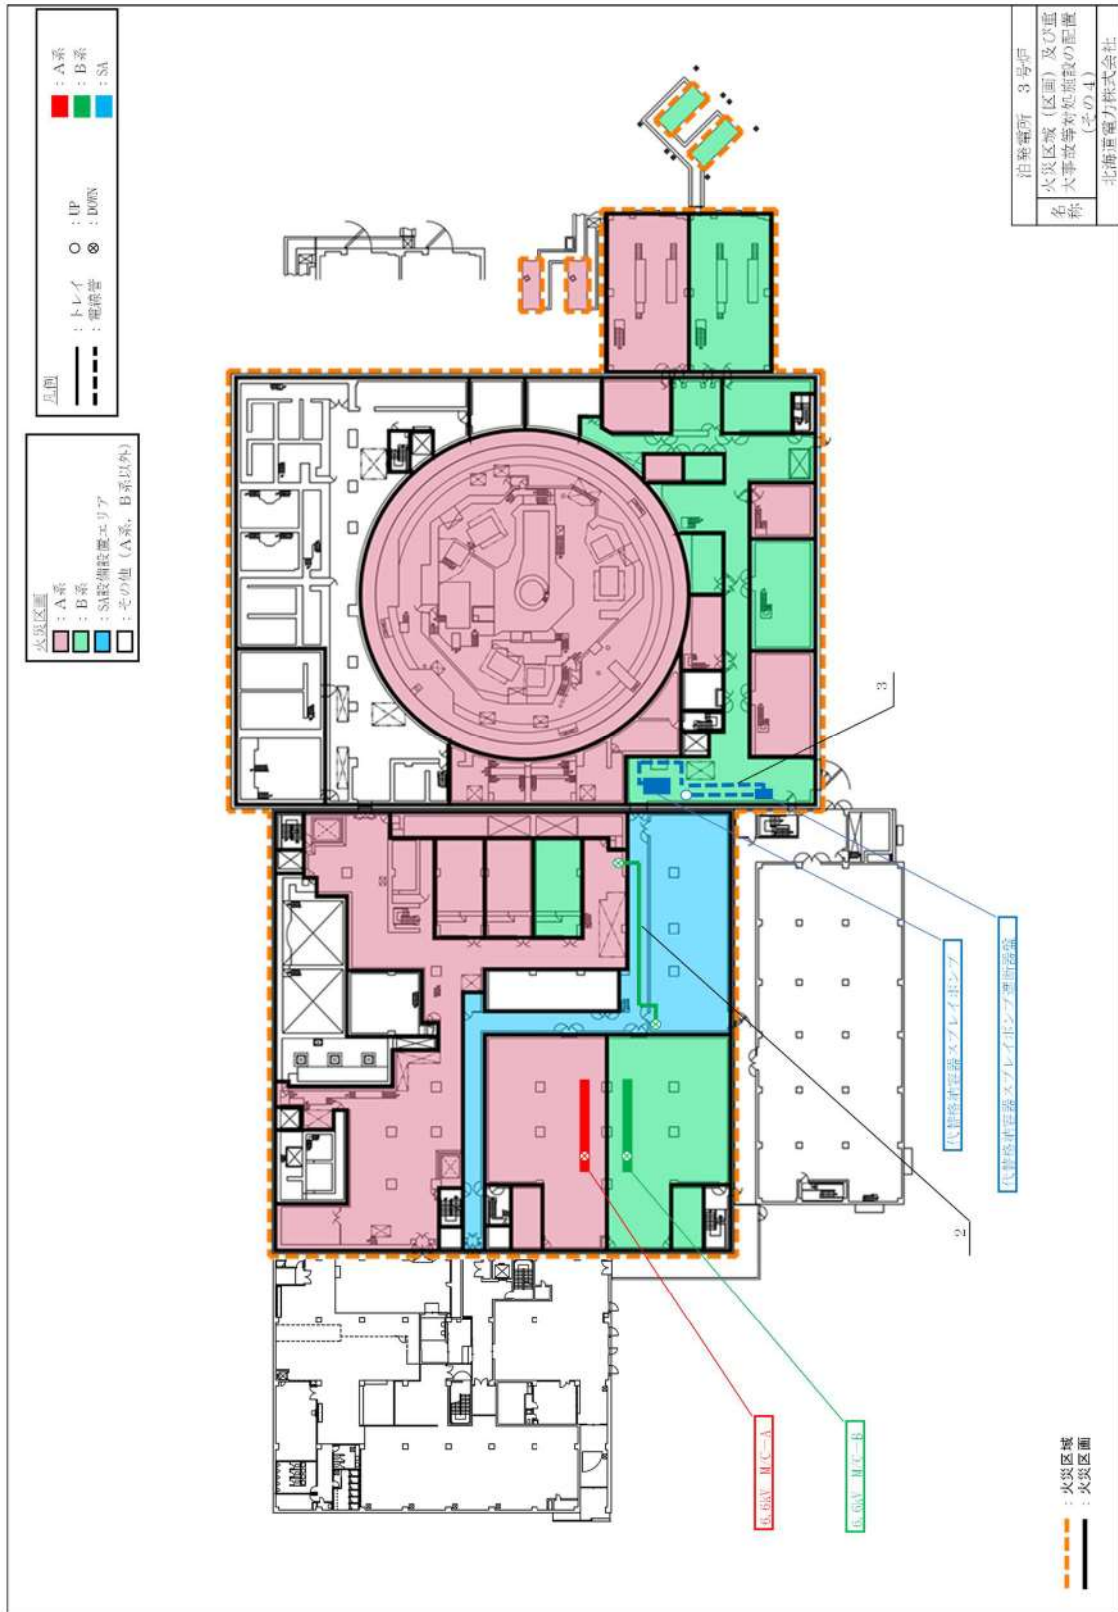 火災区画
：A系
：B系
：SA設備設置エリア
：その他（A系，B系以外）
凡例
：トレイ
：電線管
○：UP
⊗：DOWN
：A系
：B系
：SA
3
2
代替格納容器スプレイポンプ
代替格納容器スプレイポンプ遮断器盤
6.6kV M/C－A
6.6kV M/C－B
：火災区域
：火災区画
泊発電所 3号炉
名称
火災区域（区画）及び重
大事故等対処施設の配置
（その4）
北海道電力株式会社